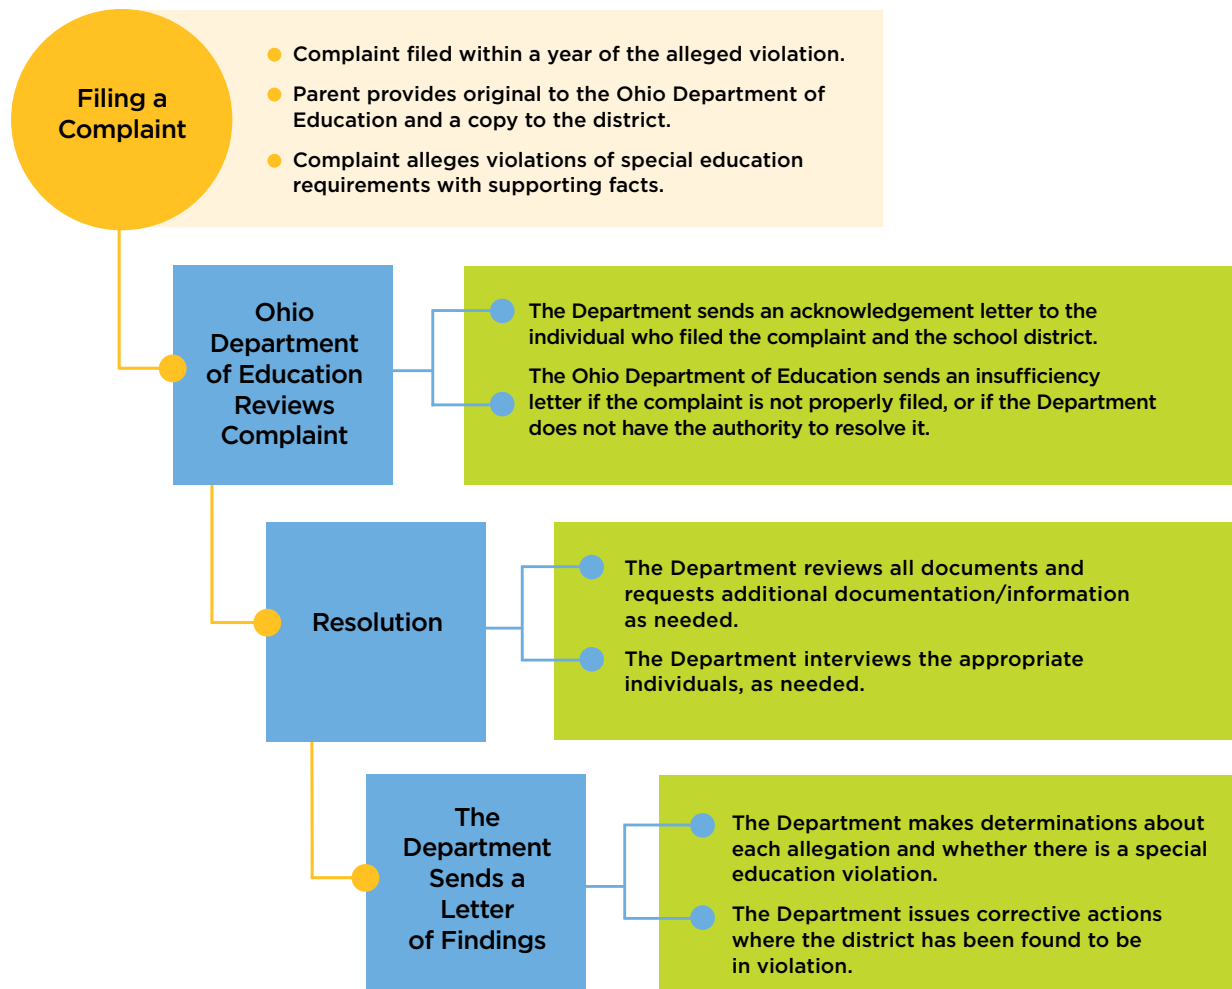 Filing a
Complaint
Complaint filed within a year of the alleged violation.
Parent provides original to the Ohio Department of
Education and a copy to the district.
Complaint alleges violations of special education
requirements with supporting facts.
Ohio
Department
of Education
Reviews
Complaint
The Department sends an acknowledgement letter to the
individual who filed the complaint and the school district.
The Ohio Department of Education sends an insufficiency
letter if the complaint is not properly filed, or if the Department
does not have the authority to resolve it.
Resolution
The Department reviews all documents and
requests additional documentation/information
as needed.
The Department interviews the appropriate
individuals, as needed.
The
Department
Sends a
Letter
of Findings
The Department makes determinations about
each allegation and whether there is a special
education violation.
The Department issues corrective actions
where the district has been found to be
in violation.